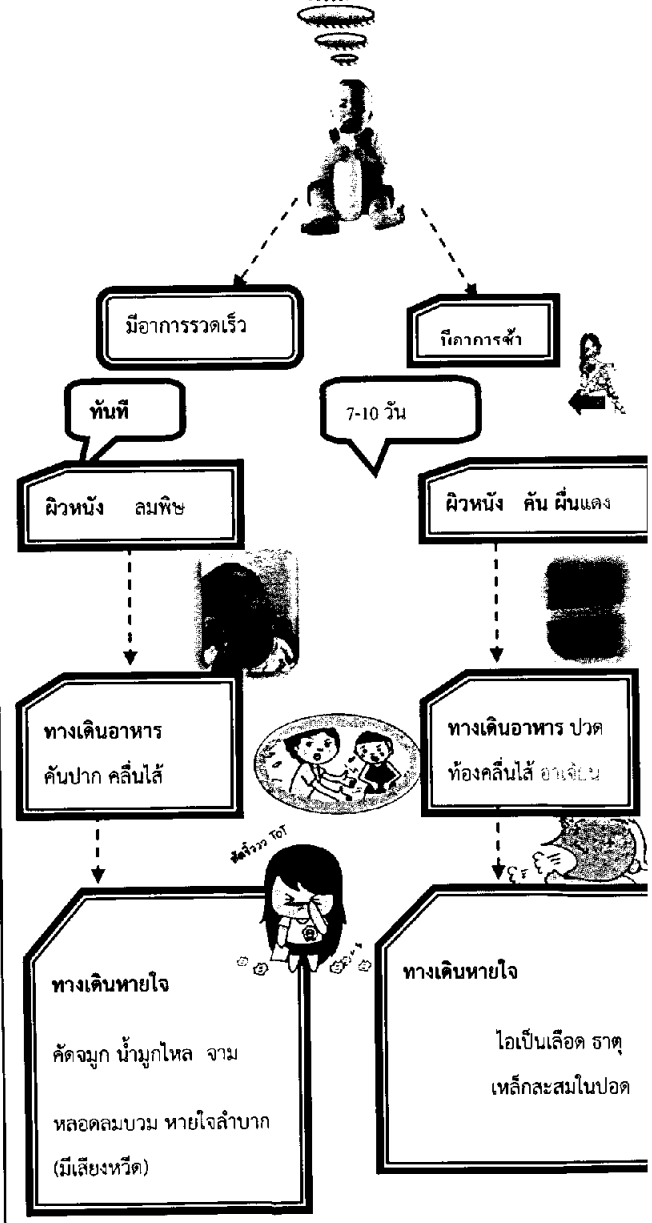 มีอาการรวดเร็ว
มีอาการช้า
ทันที
7-10 วัน
ผิวหนัง ลมพิษ
ผิวหนัง คัน ผื่นแดง
ทางเดินอาหาร
คันปาก คลื่นไส้
ทางเดินอาหาร ปวด
ท้องคลื่นไส้ อาเจียน
ทางเดินหายใจ
คัดจมูก น้ำมูกไหล จาม
หลอดลมบวม หายใจลำบาก
(มีเสียงหวีด)
ทางเดินหายใจ
ไอเป็นเลือด ธาตุ
เหล็กสะสมในปอด